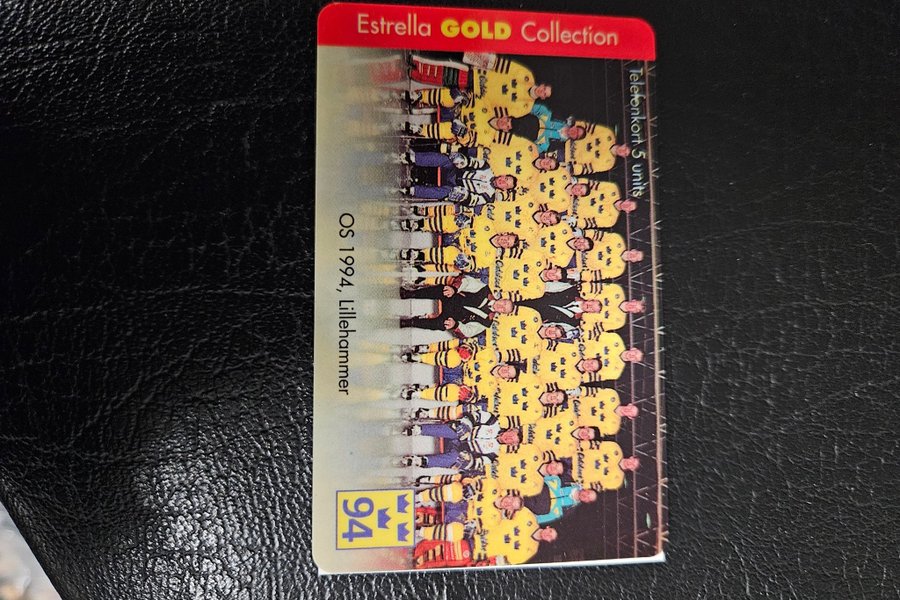 Estrella GOLD Collection
Telefonkort 5 units
OS 1994, Lillehammer
94